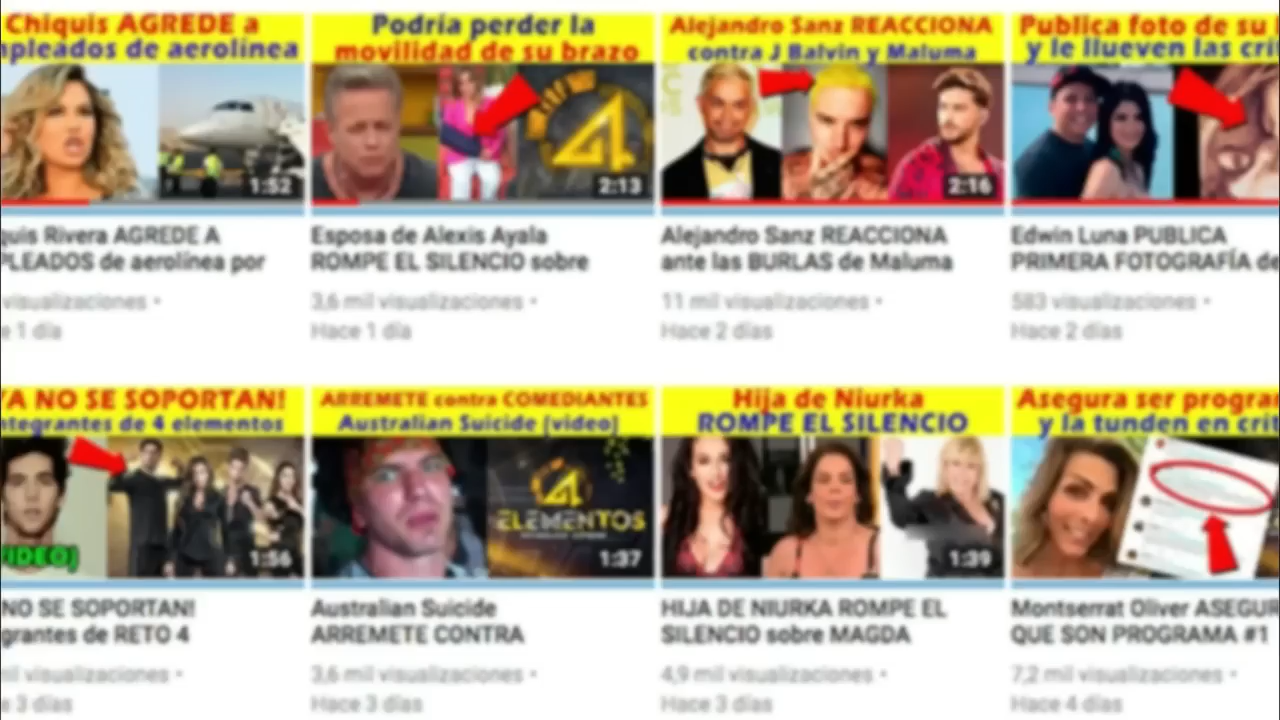 Chiquis AGREDE a
mpleados de aerolínea
1:52
quis Rivera AGREDE A
PLEADOS de aerolínea por
visualizaciones •
e 1 día
Podría perder la
movilidad de su brazo
4
2:13
Esposa de Alexis Ayala
ROMPE EL SILENCIO sobre
3,6 mil visualizaciones •
Hace 1 día
Alejandro Sanz REACCIONA
contra J Balvin y Maluma
2:16
Alejandro Sanz REACCIONA
ante las BURLAS de Maluma
11 mil visualizaciones •
Hace 2 días
Publica foto de su
y le llueven las crít
Edwin Luna PUBLICA
PRIMERA FOTOGRAFÍA de
583 visualizaciones •
Hace 2 días
YA NO SE SOPORTAN!
ntegrantes de 4 elementos
VIDEO)
1:56
NO SE SOPORTAN!
grantes de RETO 4
mil visualizaciones •
e 3 días
ARREMETE contra COMEDIANTES
Australian Suicide (video)
4
ELEMENTOS
1:37
Australian Suicide
ARREMETE CONTRA
3,6 mil visualizaciones •
Hace 3 días
Hija de Niurka
ROMPE EL SILENCIO
1:39
HIJA DE NIURKA ROMPE EL
SILENCIO sobre MAGDA
4,9 mil visualizaciones •
Hace 3 días
Asegura ser program
y la tunden en crít
Montserrat Oliver ASEGUR
QUE SON PROGRAMA #1
7,2 mil visualizaciones •
Hace 4 días